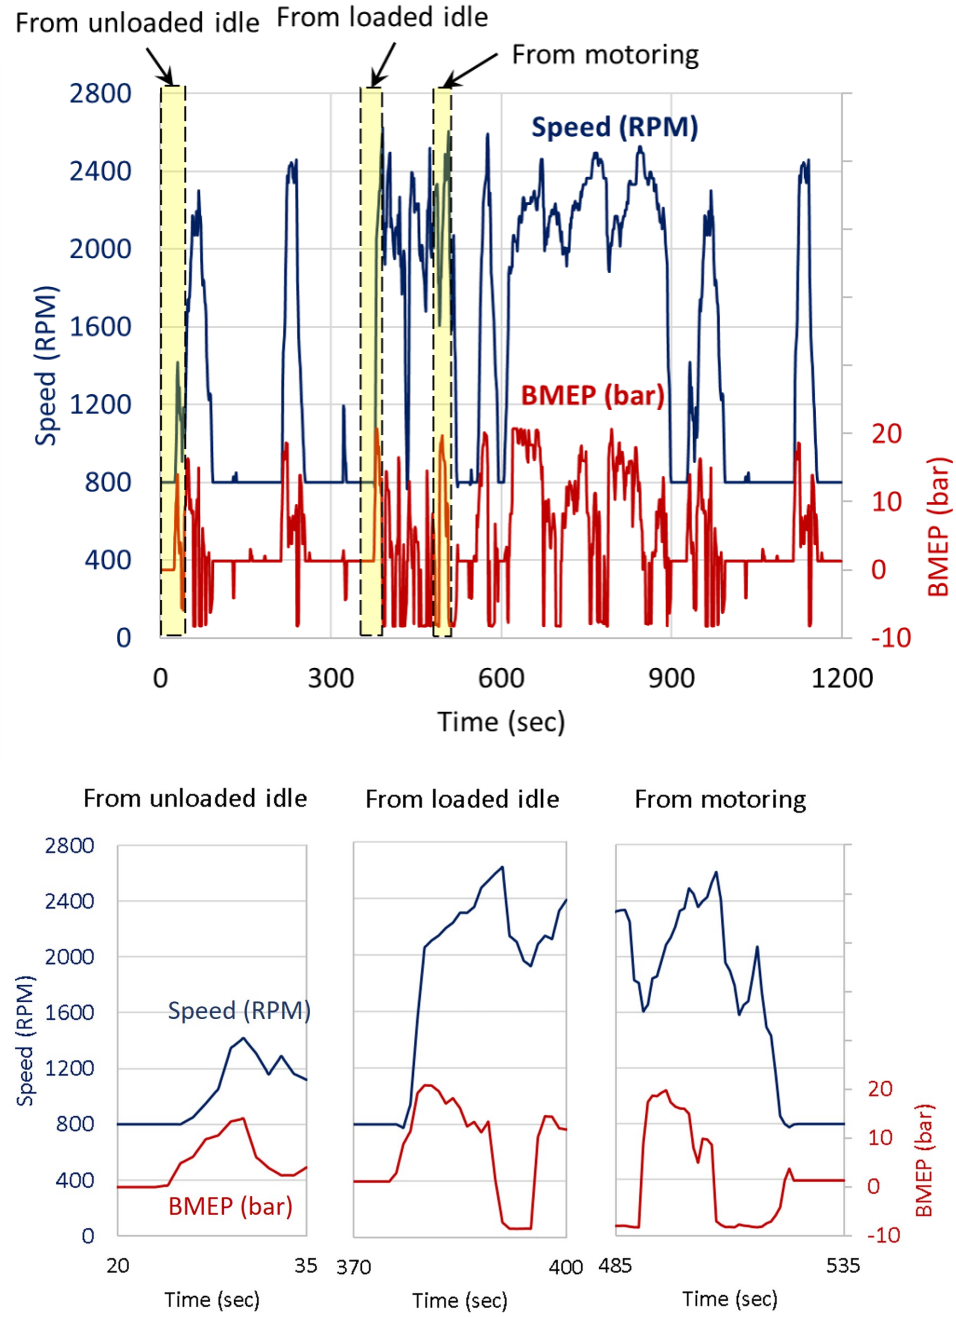 From unloaded idle
From loaded idle
From motoring
2800
2400
2000
1600
1200
800
400
0
Speed (RPM)
Speed (RPM)
BMEP (bar)
20
10
0
-10
BMEP (bar)
0 300 600 900 1200
Time (sec)
From unloaded idle From loaded idle From motoring
2800
2400
2000
1600
1200
800
400
0
Speed (RPM)
Speed (RPM)
BMEP (bar)
20
10
0
-10
BMEP (bar)
20 35 370 400 485 535
Time (sec) Time (sec) Time (sec)